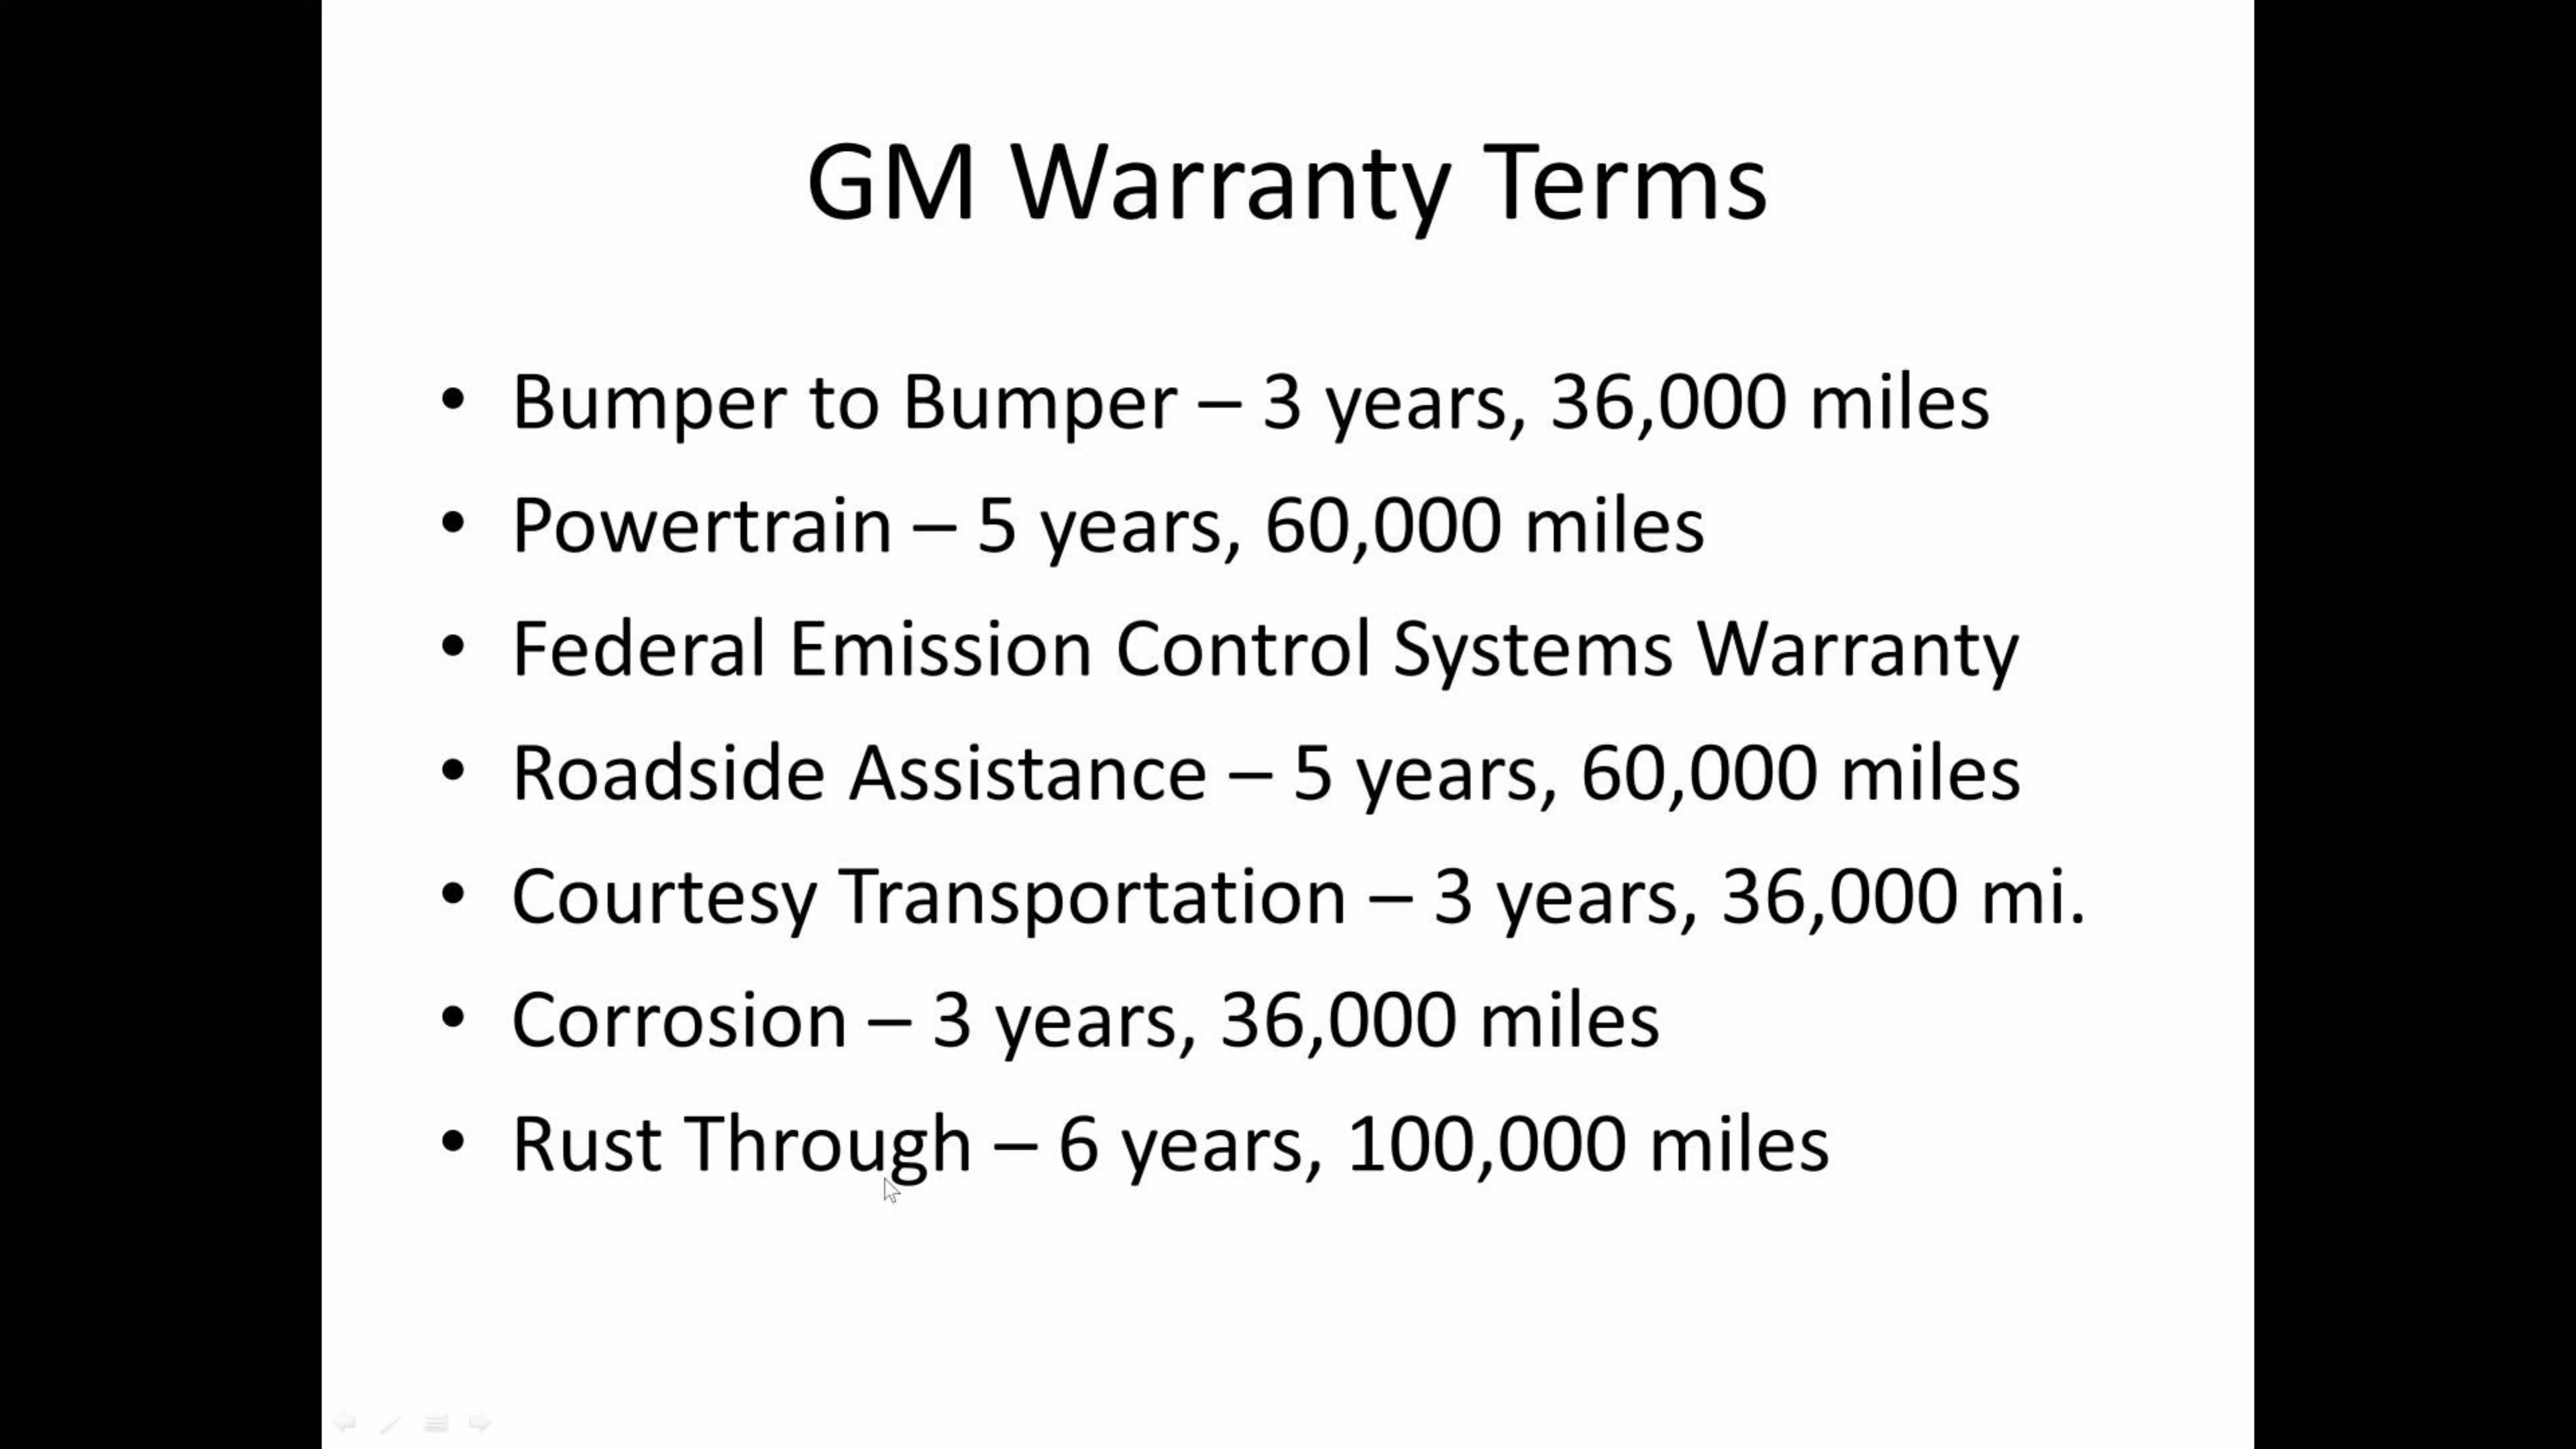 GM Warranty Terms
• Bumper to Bumper – 3 years, 36,000 miles
• Powertrain – 5 years, 60,000 miles
• Federal Emission Control Systems Warranty
• Roadside Assistance – 5 years, 60,000 miles
• Courtesy Transportation – 3 years, 36,000 mi.
• Corrosion – 3 years, 36,000 miles
• Rust Through – 6 years, 100,000 miles